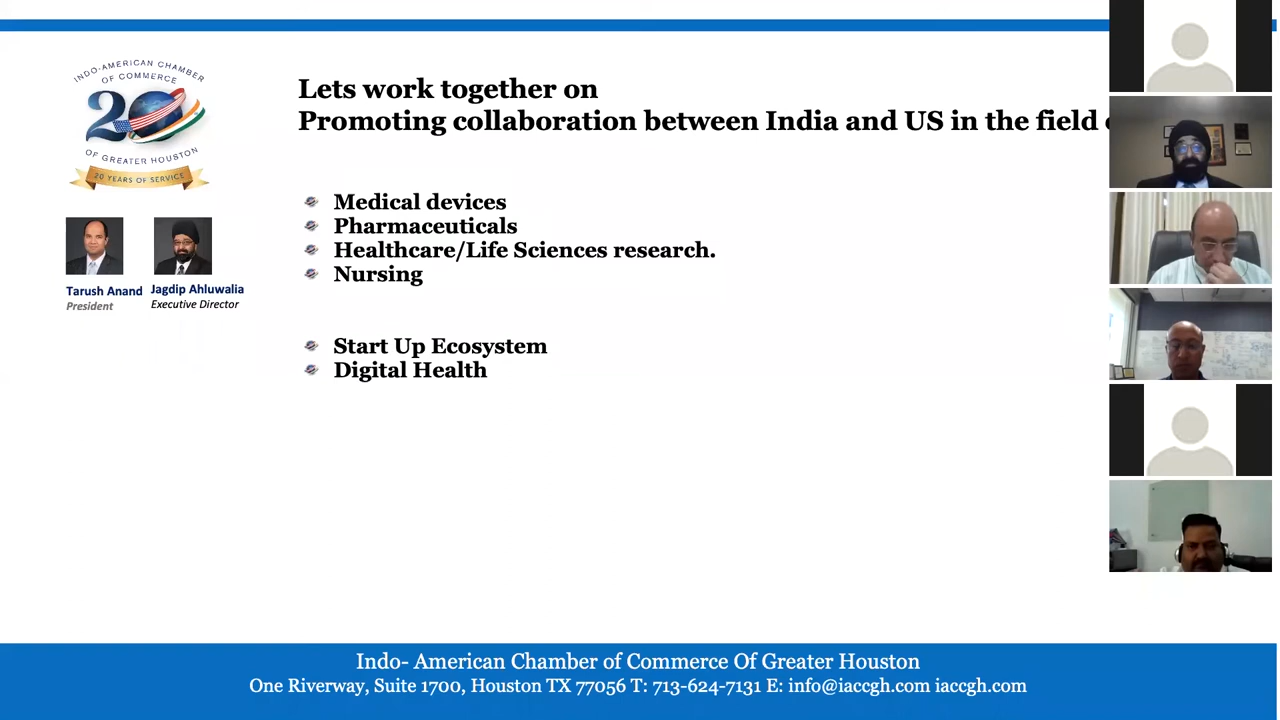 INDO-AMERICAN CHAMBER
OF COMMERCE
20
OF GREATER HOUSTON
20 YEARS OF SERVICE
Tarush Anand
President
Jagdip Ahluwalia
Executive Director
Lets work together on
Promoting collaboration between India and US in the field
Medical devices
Pharmaceuticals
Healthcare/Life Sciences research.
Nursing
Start Up Ecosystem
Digital Health
Indo- American Chamber of Commerce Of Greater Houston
One Riverway, Suite 1700, Houston TX 77056 T: 713-624-7131 E: info@iaccgh.com iaccgh.com